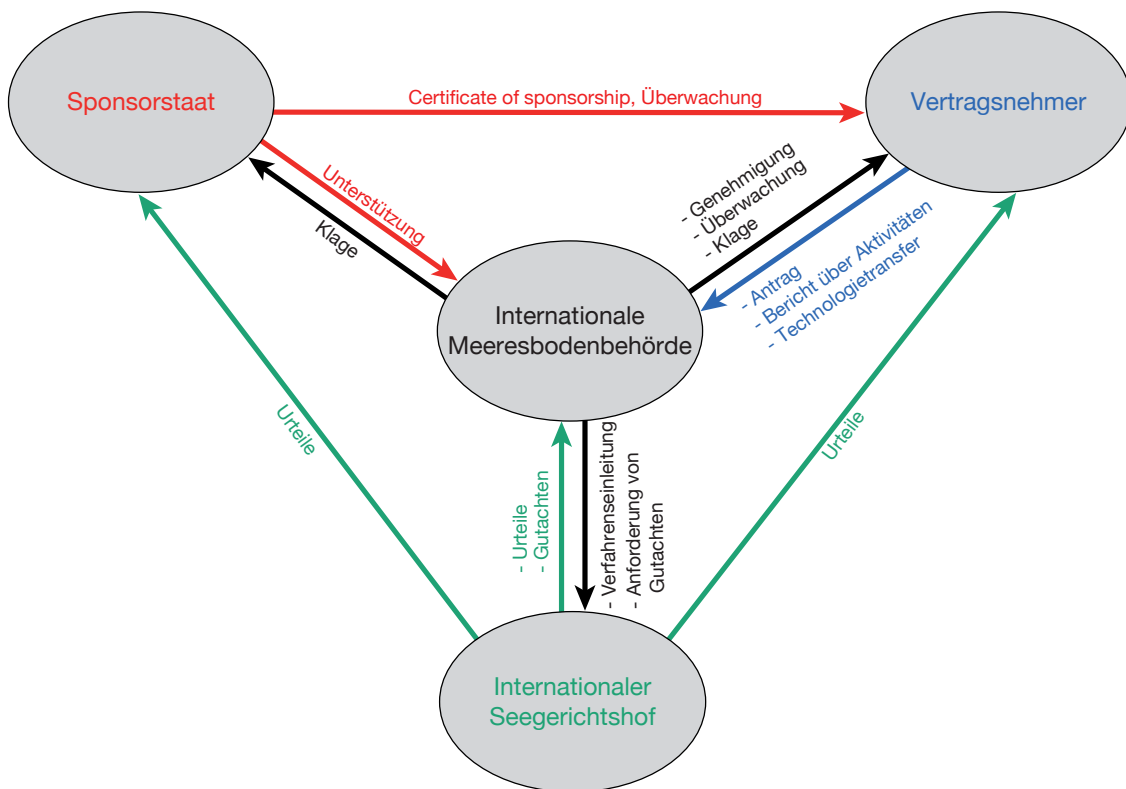 Sponsorstaat
Certificate of sponsorship, Überwachung
Vertragsnehmer
Unterstützung
Klage
- Genehmigung
- Überwachung
- Klage
- Antrag
- Bericht über Aktivitäten
- Technologietransfer
Internationale
Meeresbodenbehörde
Urteile
- Urteile
- Gutachten
- Verfahrenseinleitung
- Anforderung von
Gutachten
Urteile
Internationaler
Seegerichtshof